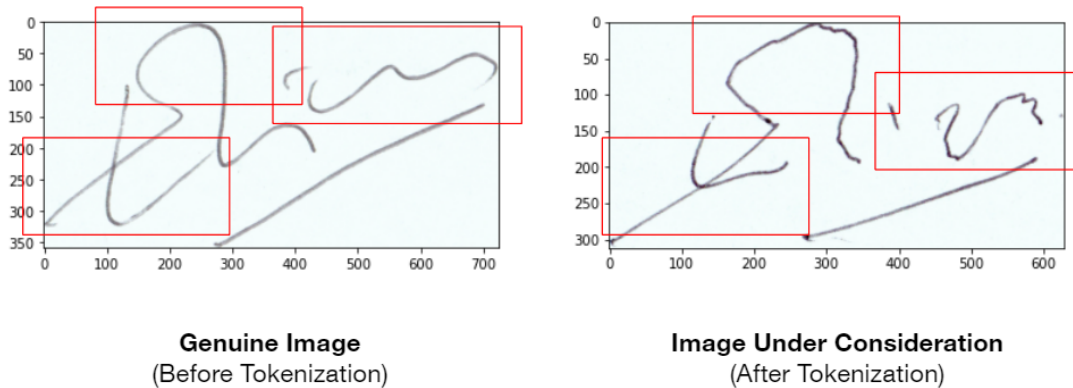 0
50
100
150
200
250
300
350
0 100 200 300 400 500 600 700
0
50
100
150
200
250
300
0 100 200 300 400 500 600
Genuine Image
(Before Tokenization)
Image Under Consideration
(After Tokenization)